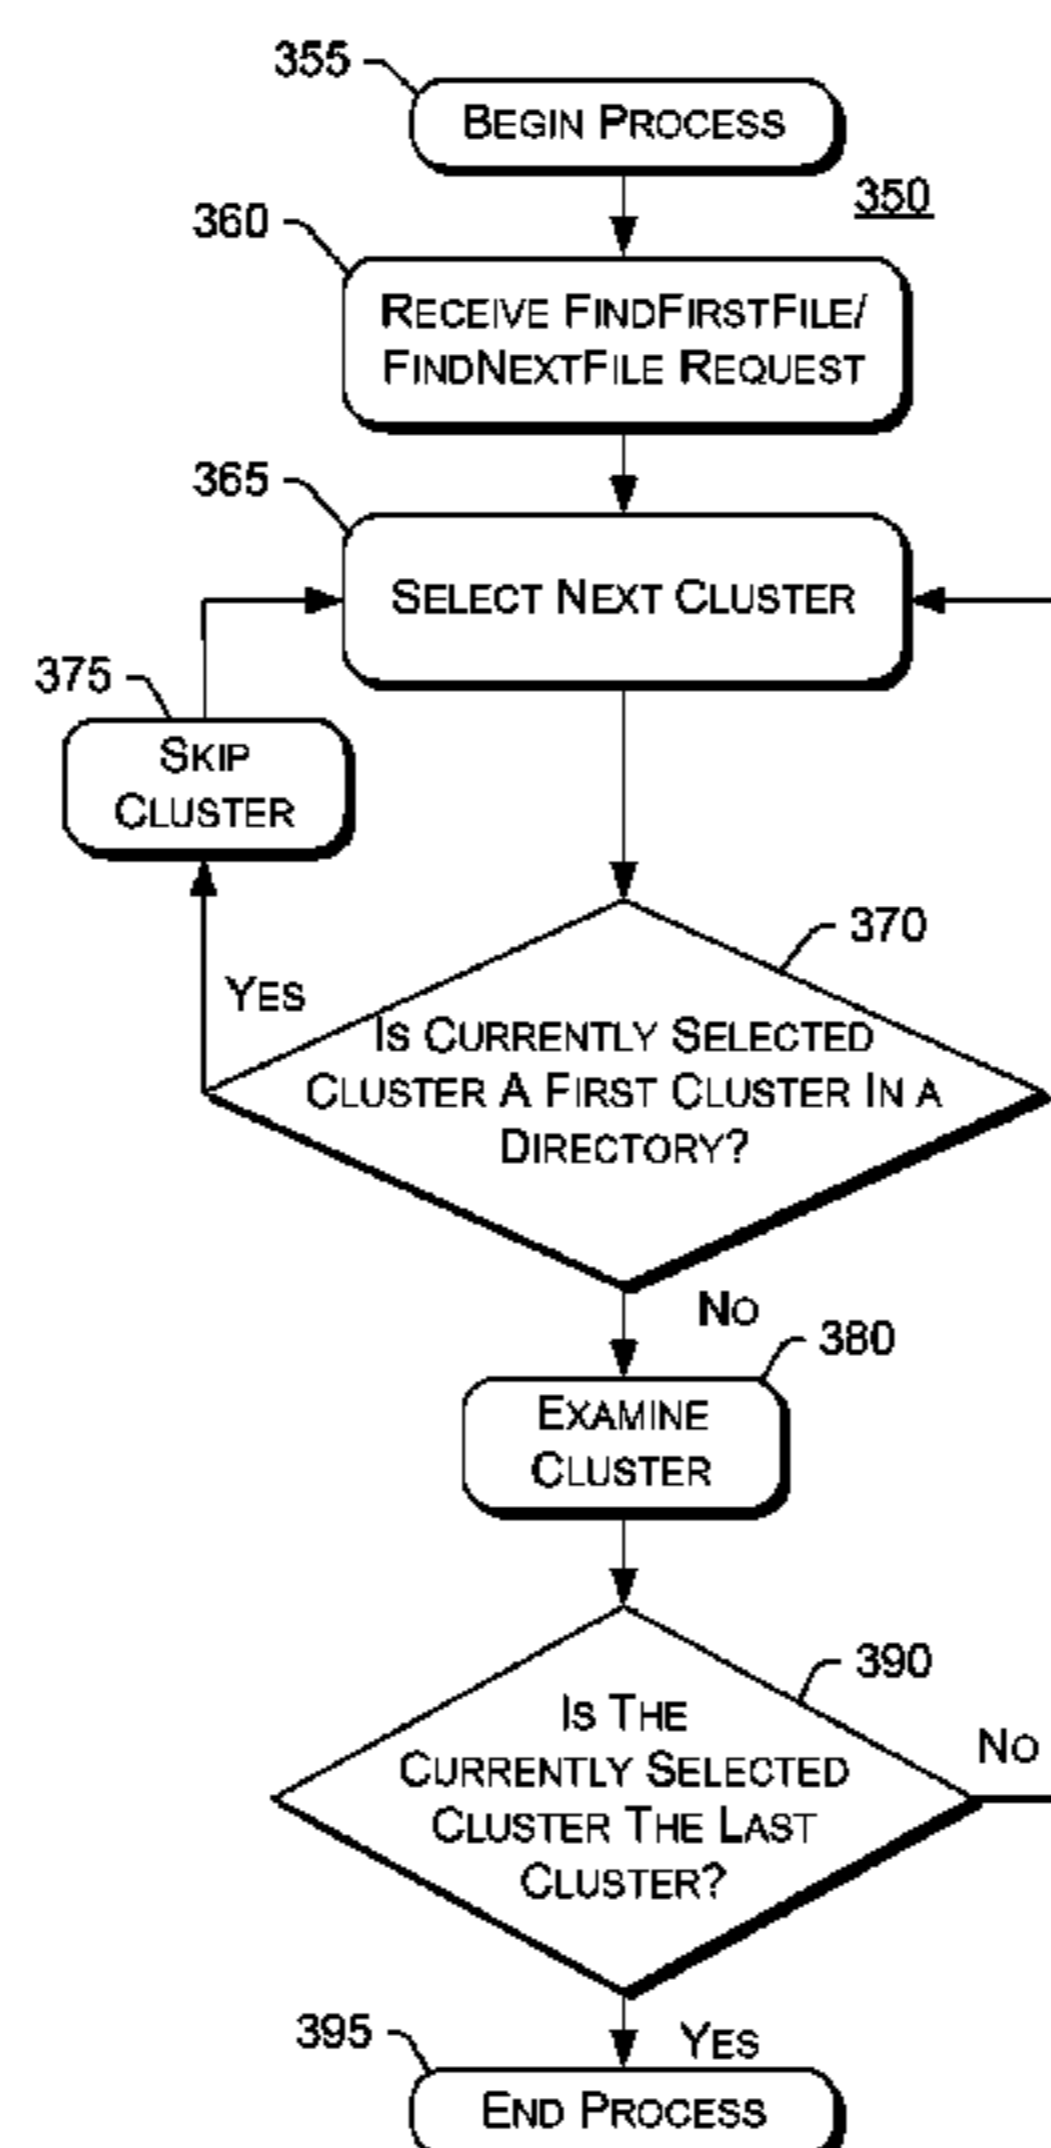 355
BEGIN PROCESS
350
360
RECEIVE FINDFIRSTFILE/
FINDNEXTFILE REQUEST
365
SELECT NEXT CLUSTER
375
SKIP
CLUSTER
370
YES
IS CURRENTLY SELECTED
CLUSTER A FIRST CLUSTER IN A
DIRECTORY?
NO
380
EXAMINE
CLUSTER
390
IS THE
CURRENTLY SELECTED
CLUSTER THE LAST
CLUSTER?
NO
395
YES
END PROCESS